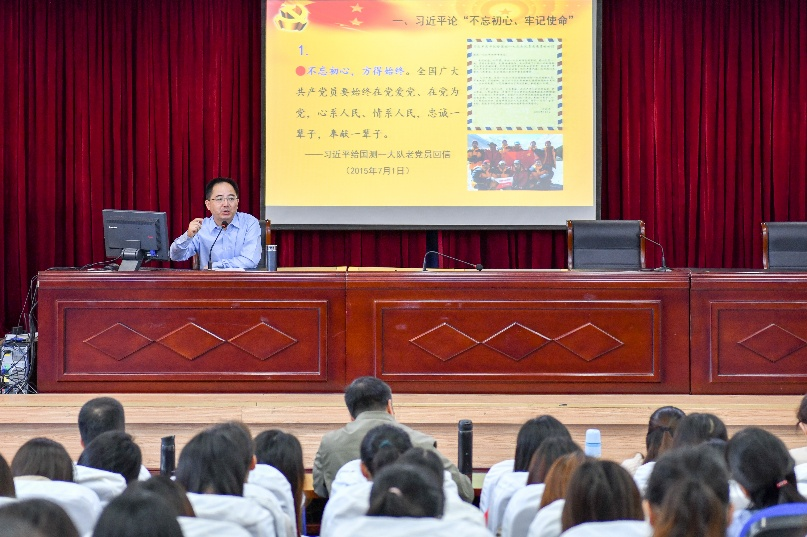 一、习近平论“不忘初心，牢记使命”
1.
不忘初心，方得始终。全国广大
共产党员要始终在党爱党、在党为
党，心系人民、情系人民，忠诚一
辈子，奉献一辈子。
——习近平给国测一大队老党员回信
（2015年7月1日）